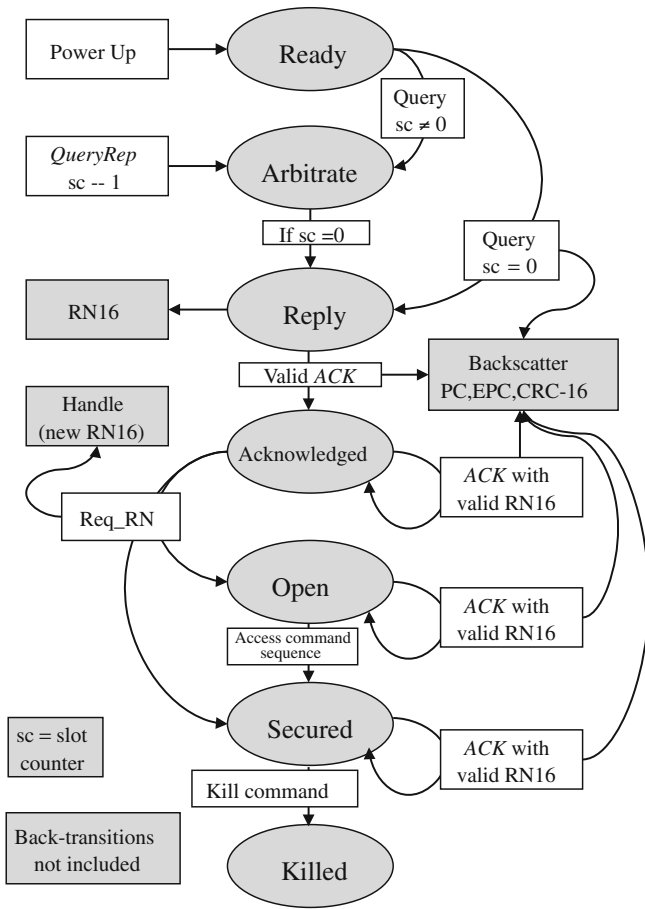 Power Up
Ready
Query
sc ≠ 0
QueryRep
sc -- 1
Arbitrate
If sc =0
Query
sc = 0
RN16
Reply
Valid ACK
Backscatter
PC,EPC,CRC-16
Handle
(new RN16)
Acknowledged
ACK with
valid RN16
Req_RN
Open
ACK with
valid RN16
Access command
sequence
Secured
sc = slot
counter
ACK with
valid RN16
Kill command
Back-transitions
not included
Killed